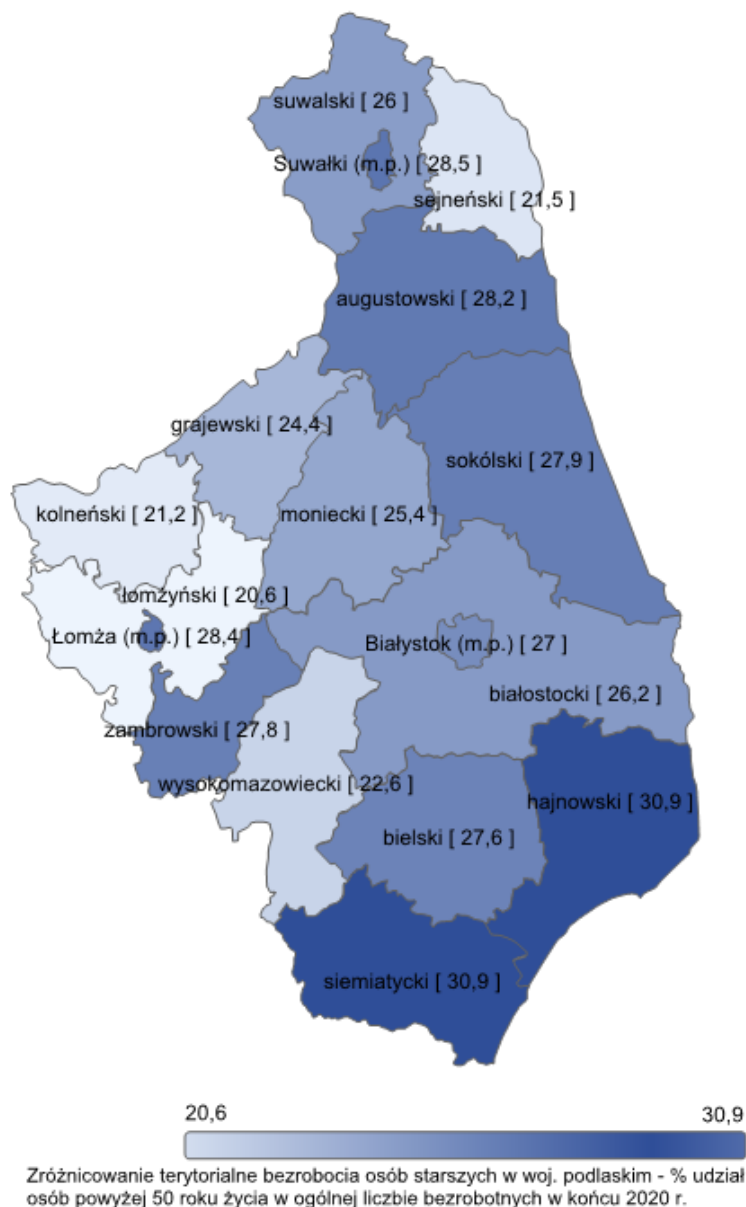 suwalski [ 26 ]
Suwałki (m.p.) [ 28,5 ]
sejneński [ 21,5 ]
augustowski [ 28,2 ]
grajewski [ 24,4 ]
sokólski [ 27,9 ]
kolneński [ 21,2 ]
moniecki [ 25,4 ]
łomżyński [ 20,6 ]
Łomża (m.p.) [ 28,4 ]
Białystok (m.p.) [ 27 ]
białostocki [ 26,2 ]
zambrowski [ 27,8 ]
wysokomazowiecki [ 22,6 ]
hajnowski [ 30,9 ]
bielski [ 27,6 ]
siemiatycki [ 30,9 ]
20,6
30,9
Zróżnicowanie terytorialne bezrobocia osób starszych w woj. podlaskim - % udział
osób powyżej 50 roku życia w ogólnej liczbie bezrobotnych w końcu 2020 r.